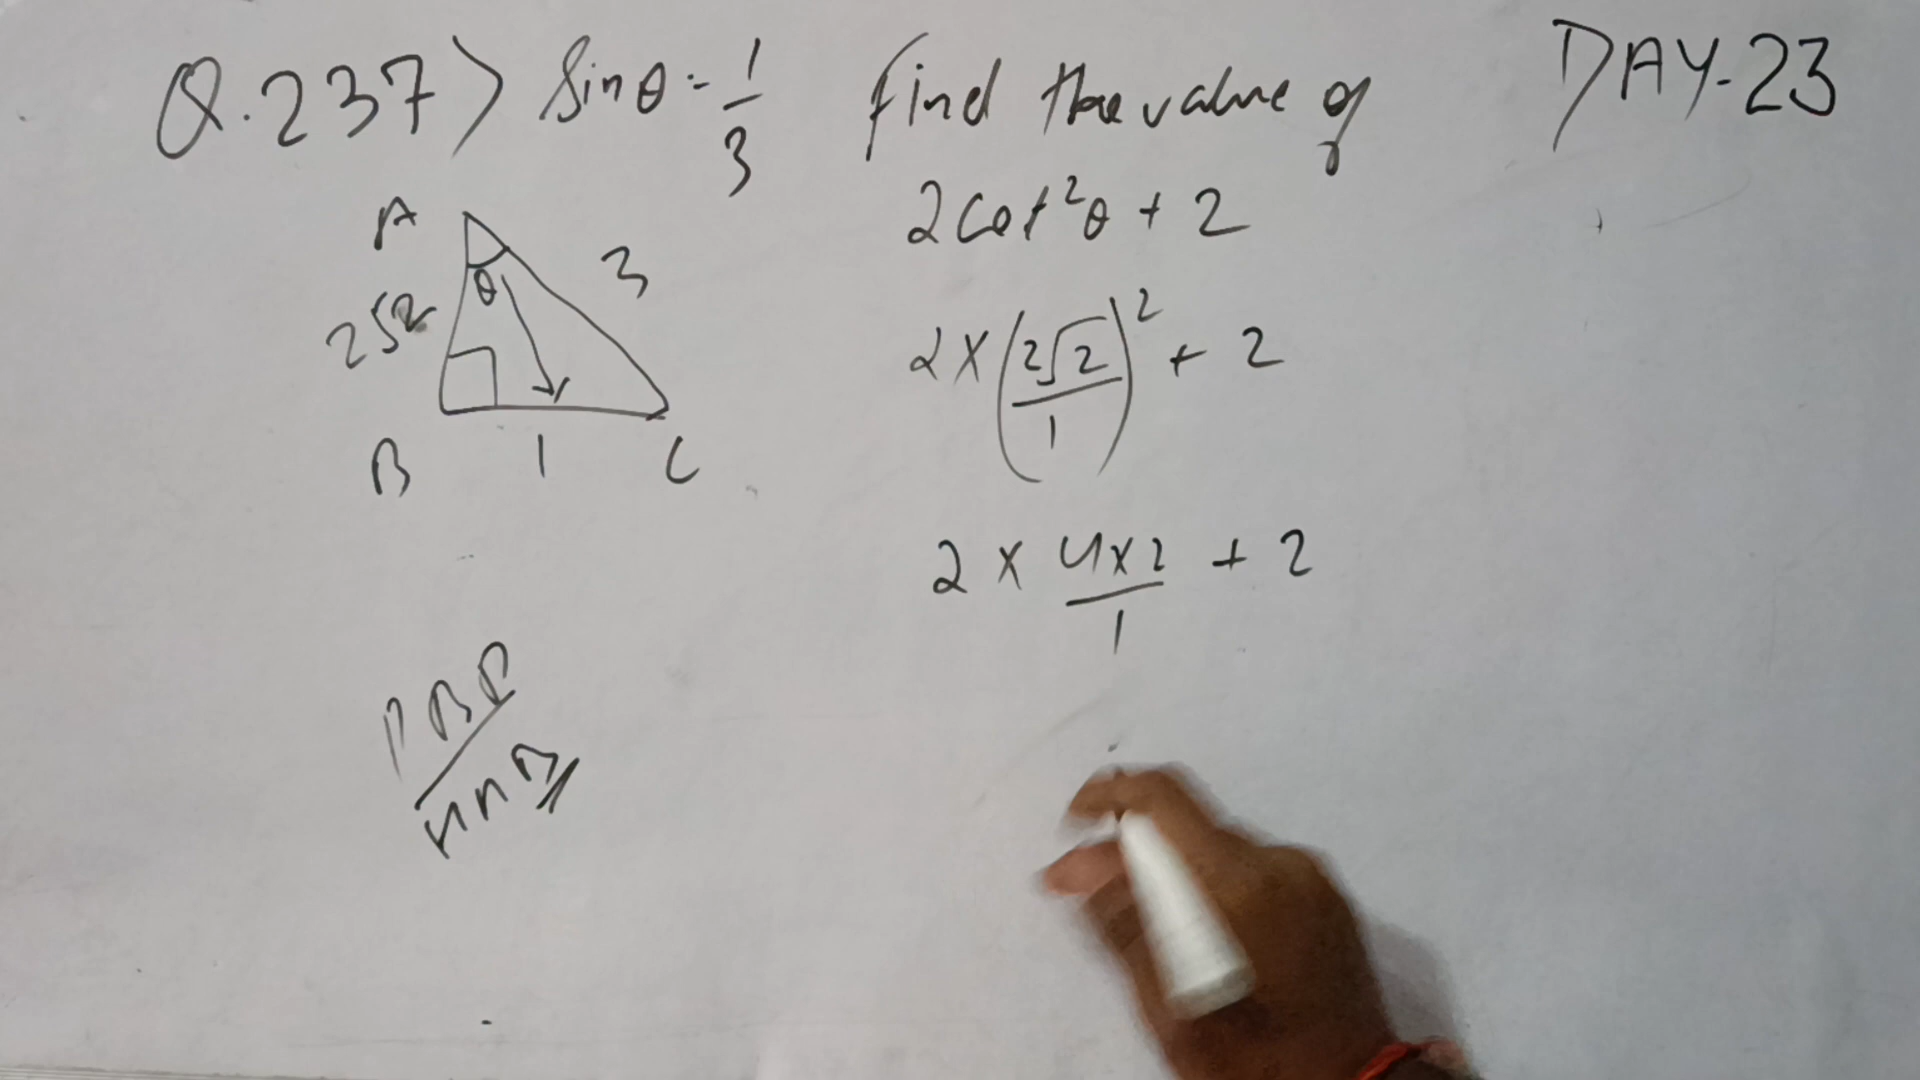 Q.237> Sinθ = 1/3 find the value of
DAY-23
2Cot²θ + 2
A
θ
3
2√2
B
1
C
2 × (2√2/1)² + 2
2 × 4×2/1 + 2
PBP
HHB